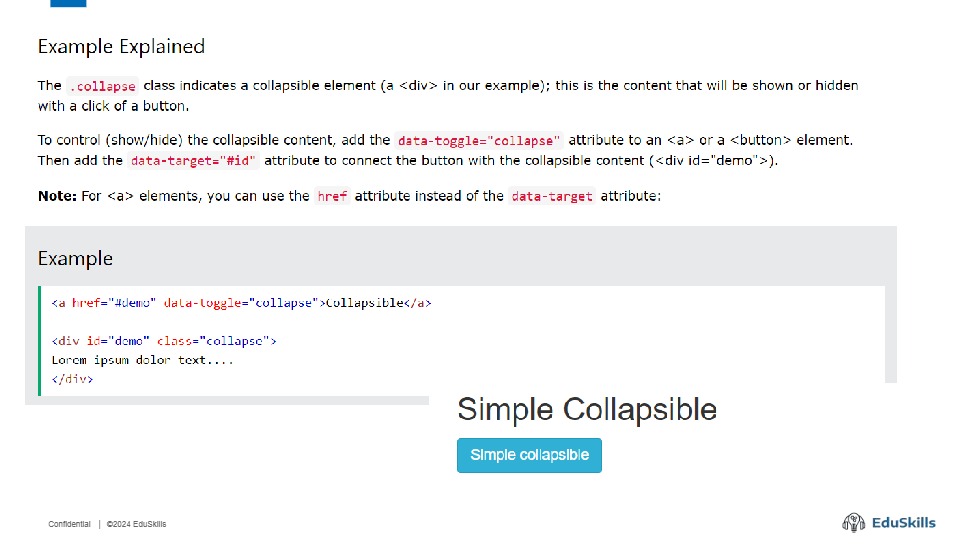 Example Explained
The .collapse class indicates a collapsible element (a <div> in our example); this is the content that will be shown or hidden
with a click of a button.
To control (show/hide) the collapsible content, add the data-toggle="collapse" attribute to an <a> or a <button> element.
Then add the data-target="#id" attribute to connect the button with the collapsible content (<div id="demo">).
Note: For <a> elements, you can use the href attribute instead of the data-target attribute:
Example
<a href="#demo" data-toggle="collapse">Collapsible</a>
<div id="demo" class="collapse">
Lorem ipsum dolor text....
</div>
Simple Collapsible
Simple collapsible
Confidential | ©2024 EduSkills
EduSkills